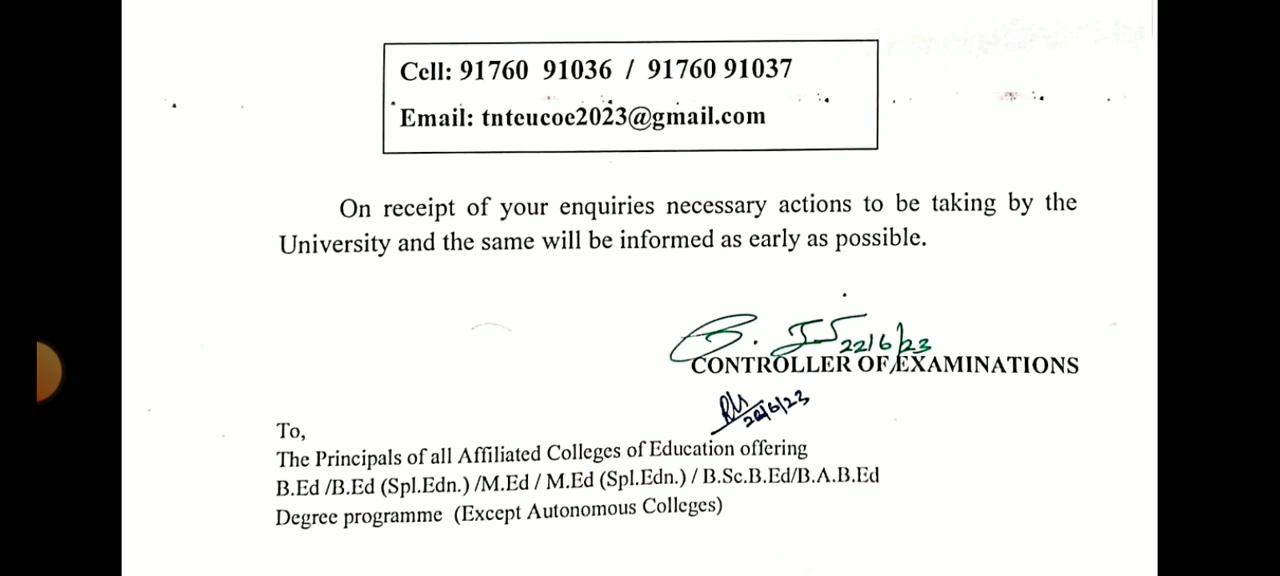 Cell: 91760 91036 / 91760 91037
Email: tnteucoe2023@gmail.com
On receipt of your enquiries necessary actions to be taking by the
University and the same will be informed as early as possible.
22/6/23
CONTROLLER OF EXAMINATIONS
22/6/23
To,
The Principals of all Affiliated Colleges of Education offering
B.Ed /B.Ed (Spl.Edn.) /M.Ed / M.Ed (Spl.Edn.) / B.Sc.B.Ed/B.A.B.Ed
Degree programme (Except Autonomous Colleges)